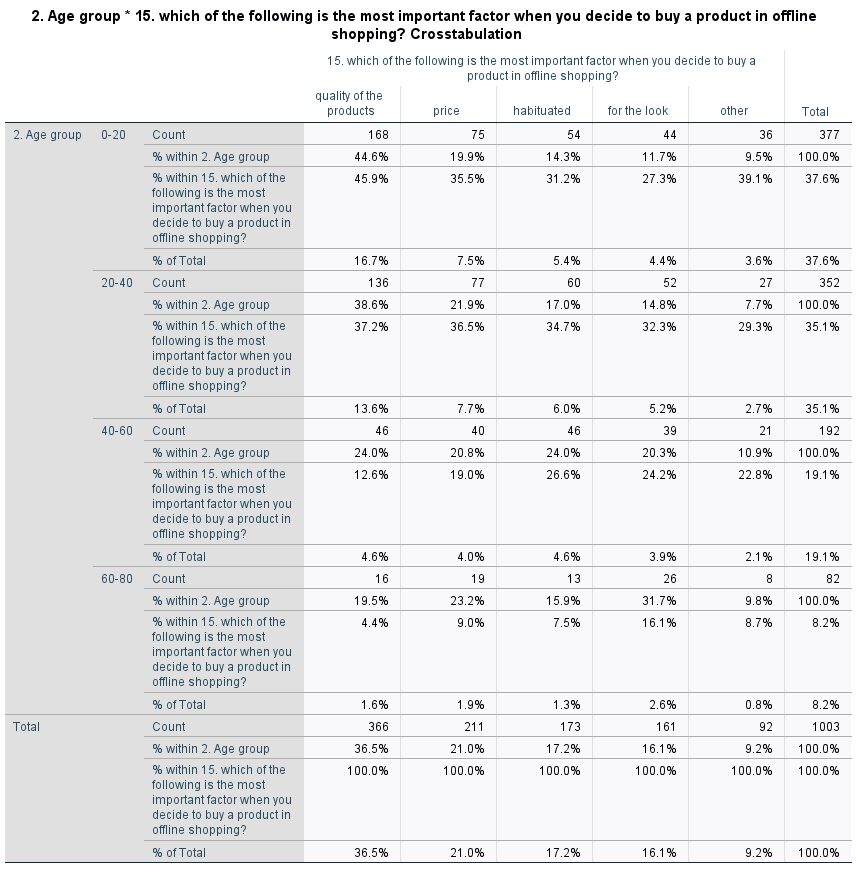 2. Age group * 15. which of the following is the most important factor when you decide to buy a product in offline
shopping? Crosstabulation
15. which of the following is the most important factor when you decide to buy a
product in offline shopping?
quality of the
products price habituated for the look other Total
2. Age group 0-20 Count 168 75 54 44 36 377
% within 2. Age group 44.6% 19.9% 14.3% 11.7% 9.5% 100.0%
% within 15. which of the 45.9% 35.5% 31.2% 27.3% 39.1% 37.6%
following is the most
important factor when you
decide to buy a product in
offline shopping?
% of Total 16.7% 7.5% 5.4% 4.4% 3.6% 37.6%
20-40 Count 136 77 60 52 27 352
% within 2. Age group 38.6% 21.9% 17.0% 14.8% 7.7% 100.0%
% within 15. which of the 37.2% 36.5% 34.7% 32.3% 29.3% 35.1%
following is the most
important factor when you
decide to buy a product in
offline shopping?
% of Total 13.6% 7.7% 6.0% 5.2% 2.7% 35.1%
40-60 Count 46 40 46 39 21 192
% within 2. Age group 24.0% 20.8% 24.0% 20.3% 10.9% 100.0%
% within 15. which of the 12.6% 19.0% 26.6% 24.2% 22.8% 19.1%
following is the most
important factor when you
decide to buy a product in
offline shopping?
% of Total 4.6% 4.0% 4.6% 3.9% 2.1% 19.1%
60-80 Count 16 19 13 26 8 82
% within 2. Age group 19.5% 23.2% 15.9% 31.7% 9.8% 100.0%
% within 15. which of the 4.4% 9.0% 7.5% 16.1% 8.7% 8.2%
following is the most
important factor when you
decide to buy a product in
offline shopping?
% of Total 1.6% 1.9% 1.3% 2.6% 0.8% 8.2%
Total Count 366 211 173 161 92 1003
% within 2. Age group 36.5% 21.0% 17.2% 16.1% 9.2% 100.0%
% within 15. which of the 100.0% 100.0% 100.0% 100.0% 100.0% 100.0%
following is the most
important factor when you
decide to buy a product in
offline shopping?
% of Total 36.5% 21.0% 17.2% 16.1% 9.2% 100.0%